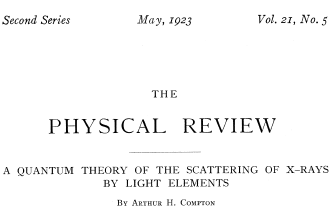 Second Series May, 1923 Vol. 21, No. 5
THE
PHYSICAL REVIEW
A QUANTUM THEORY OF THE SCATTERING OF X-RAYS
BY LIGHT ELEMENTS
By Arthur H. Compton